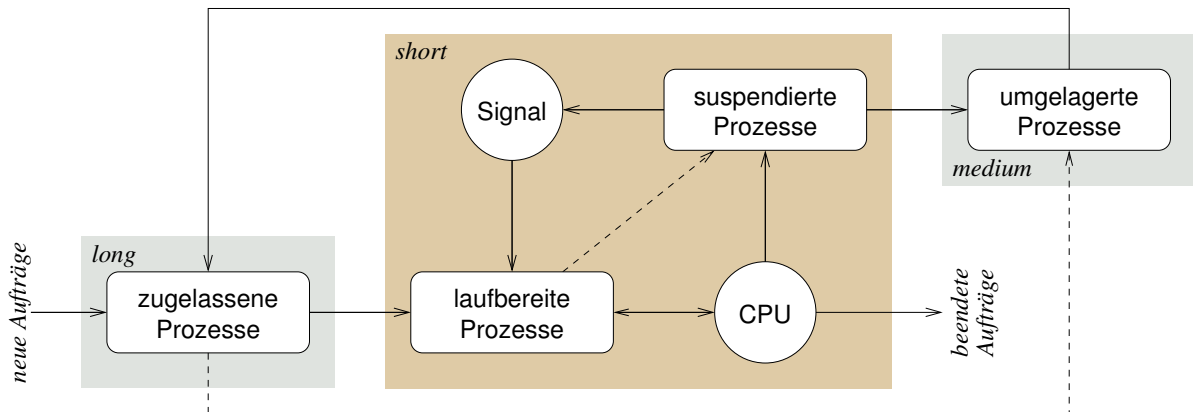 short
Signal
suspendierte
Prozesse
umgelagerte
Prozesse
medium
neue Aufträge
long
zugelassene
Prozesse
laufbereite
Prozesse
CPU
beendete
Aufträge